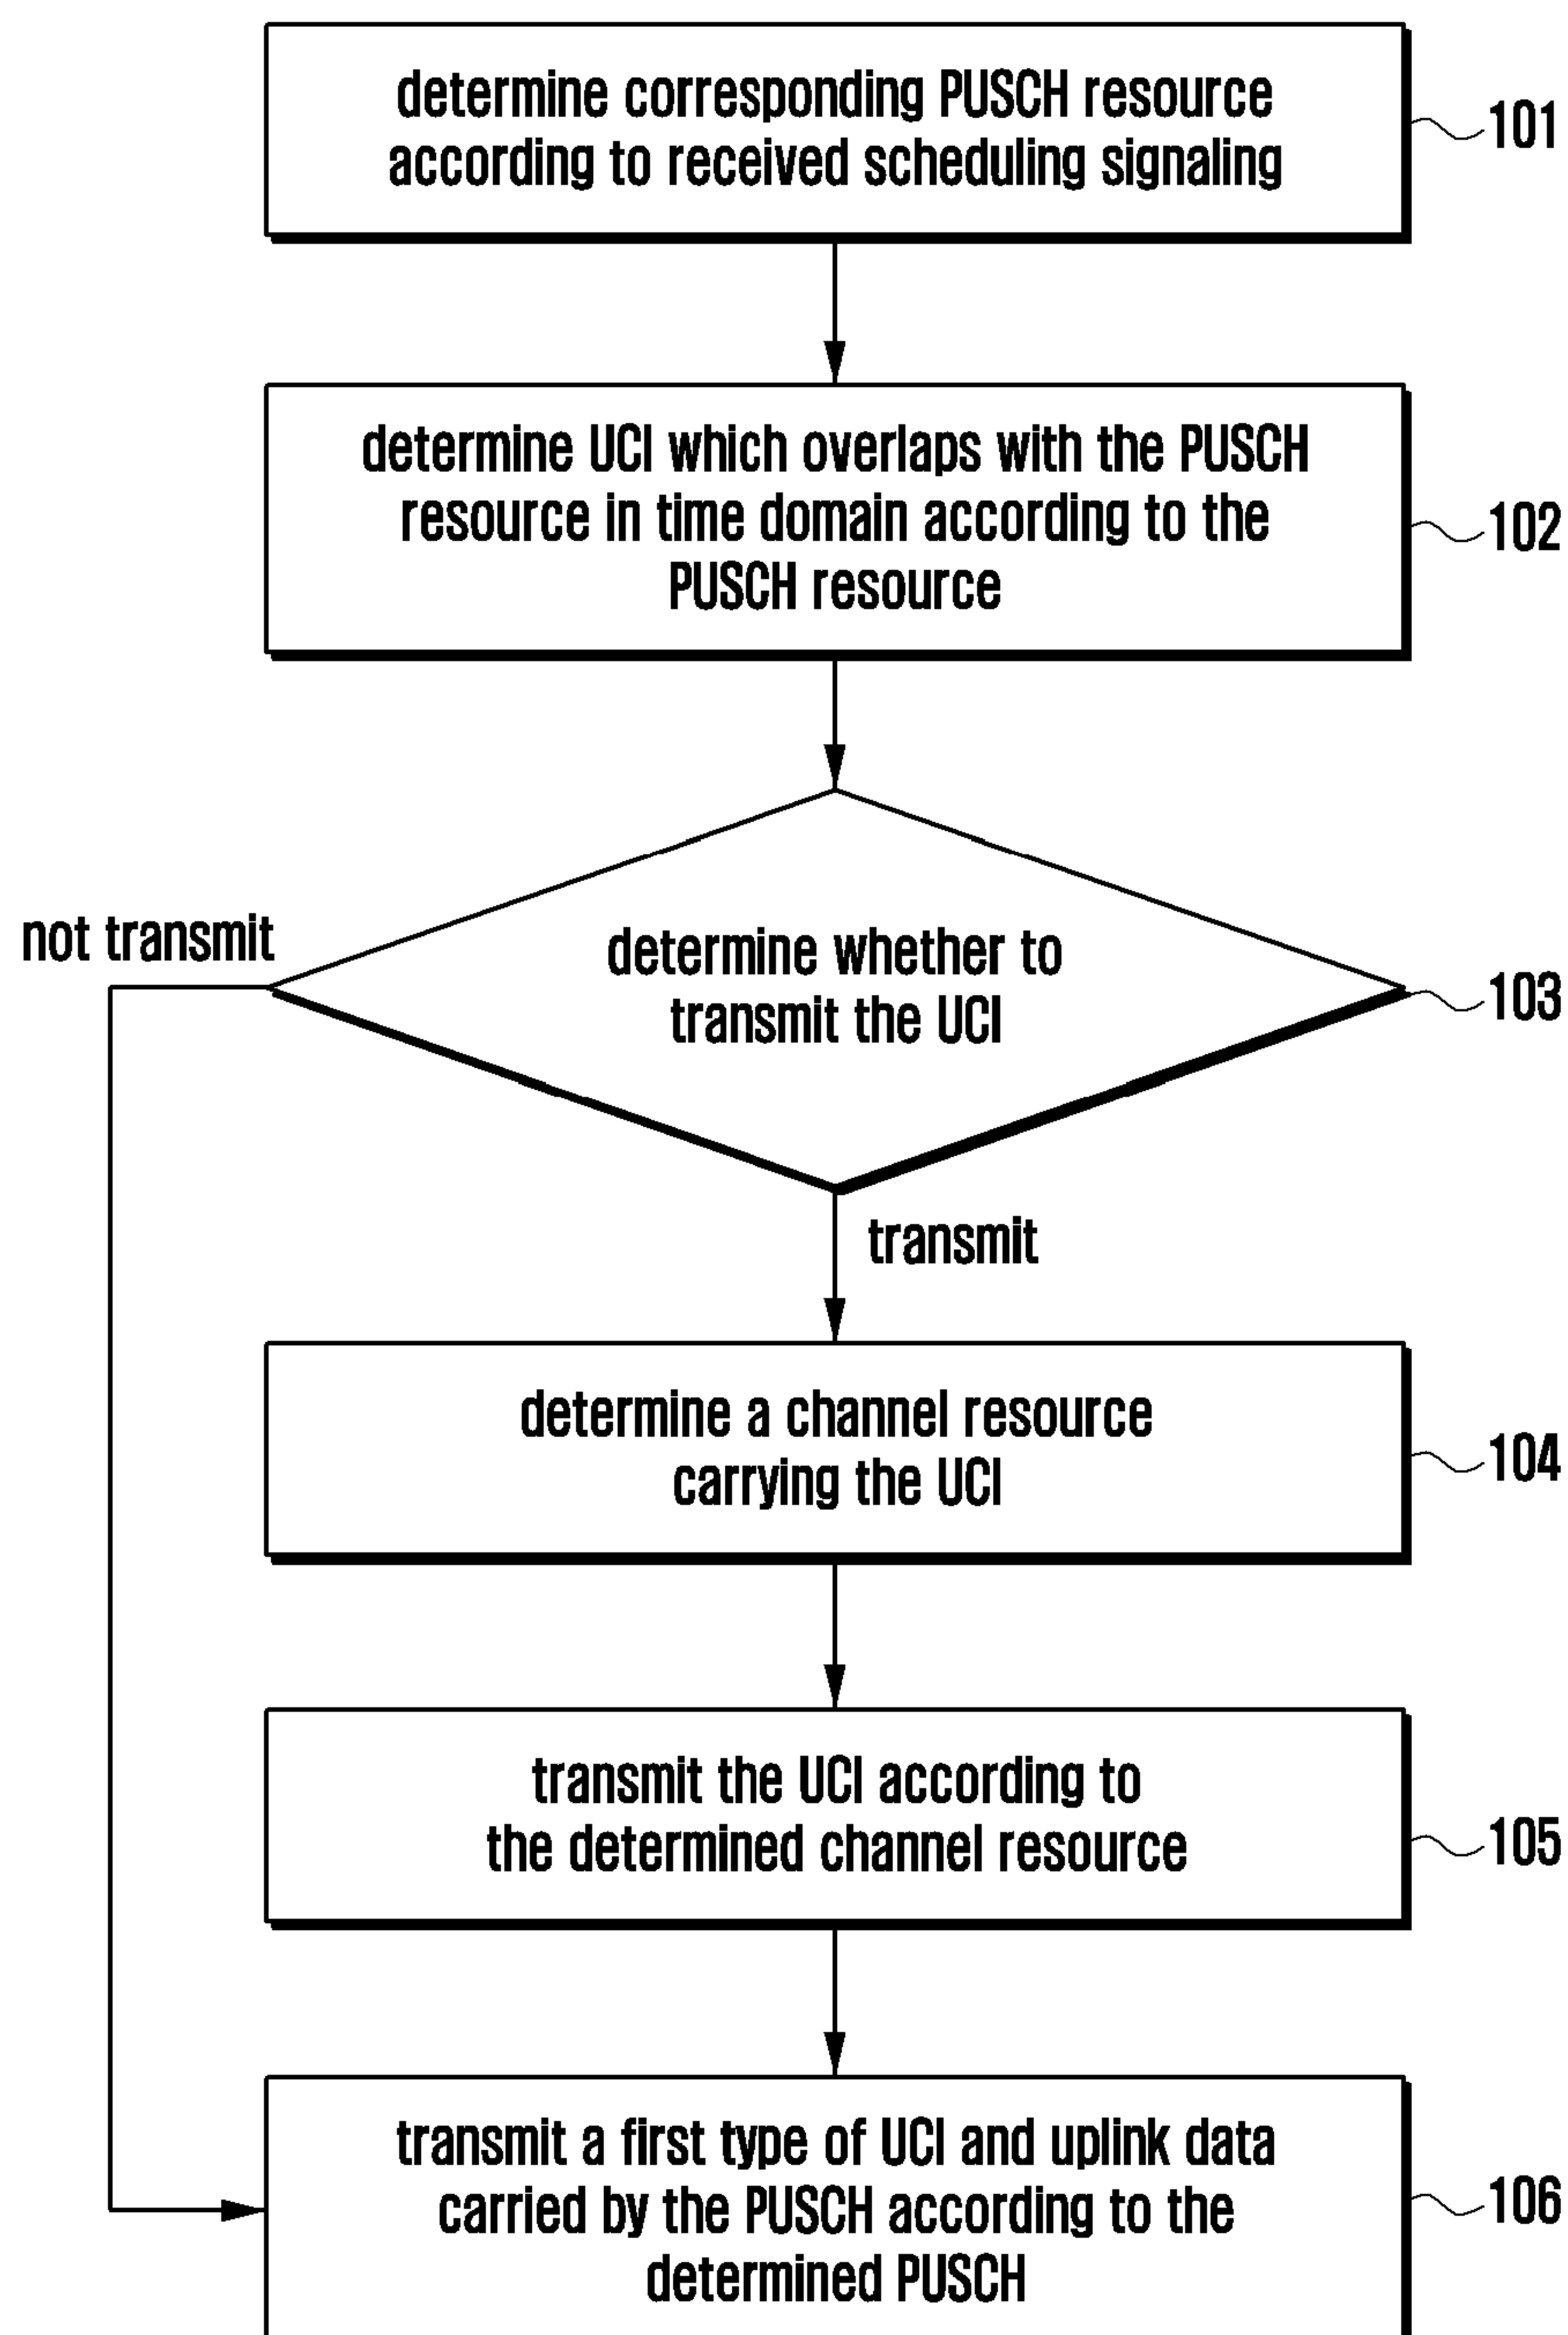 determine corresponding PUSCH resource
according to received scheduling signaling
101
determine UCI which overlaps with the PUSCH
resource in time domain according to the
PUSCH resource
102
not transmit
determine whether to
transmit the UCI
103
transmit
determine a channel resource
carrying the UCI
104
transmit the UCI according to
the determined channel resource
105
transmit a first type of UCI and uplink data
carried by the PUSCH according to the
determined PUSCH
106